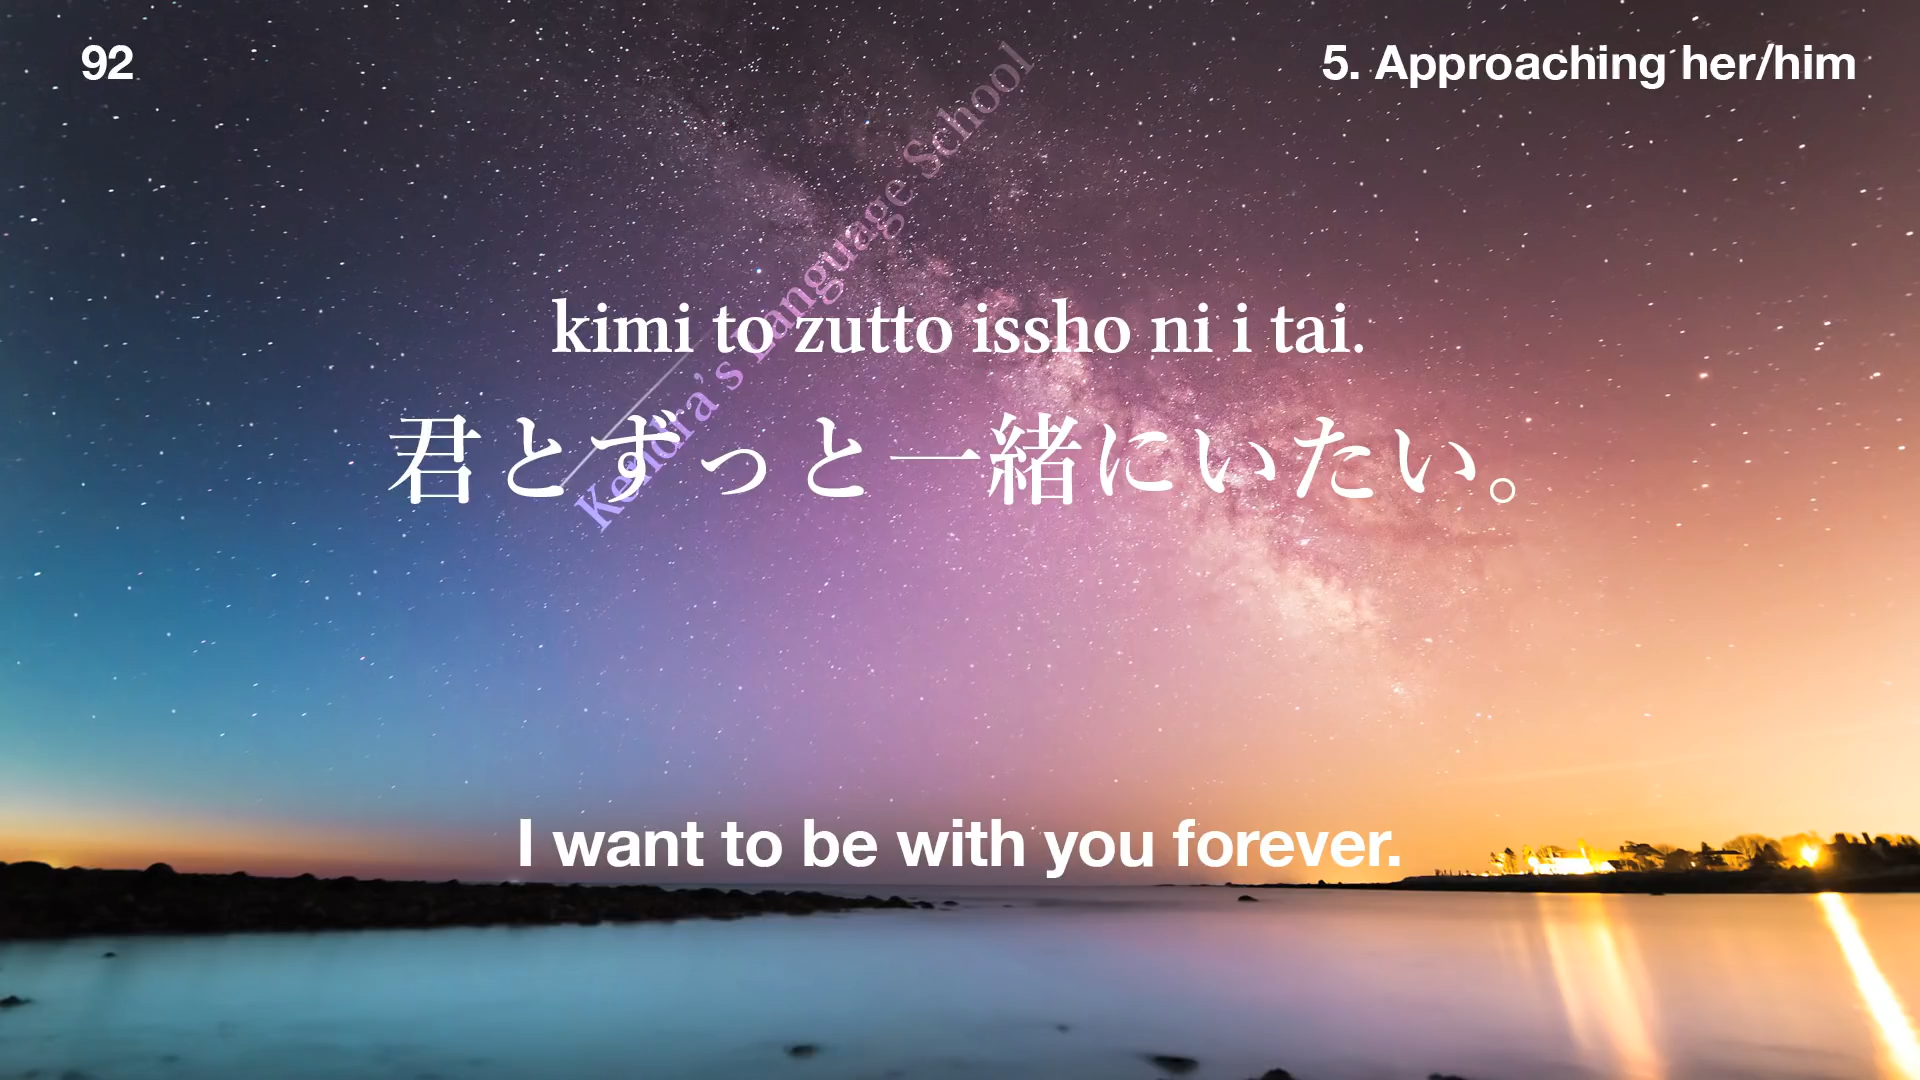 92
5. Approaching her/him
Kendra's Language School
kimi to zutto issho ni i tai.
君とずっと一緒にいたい。
I want to be with you forever.